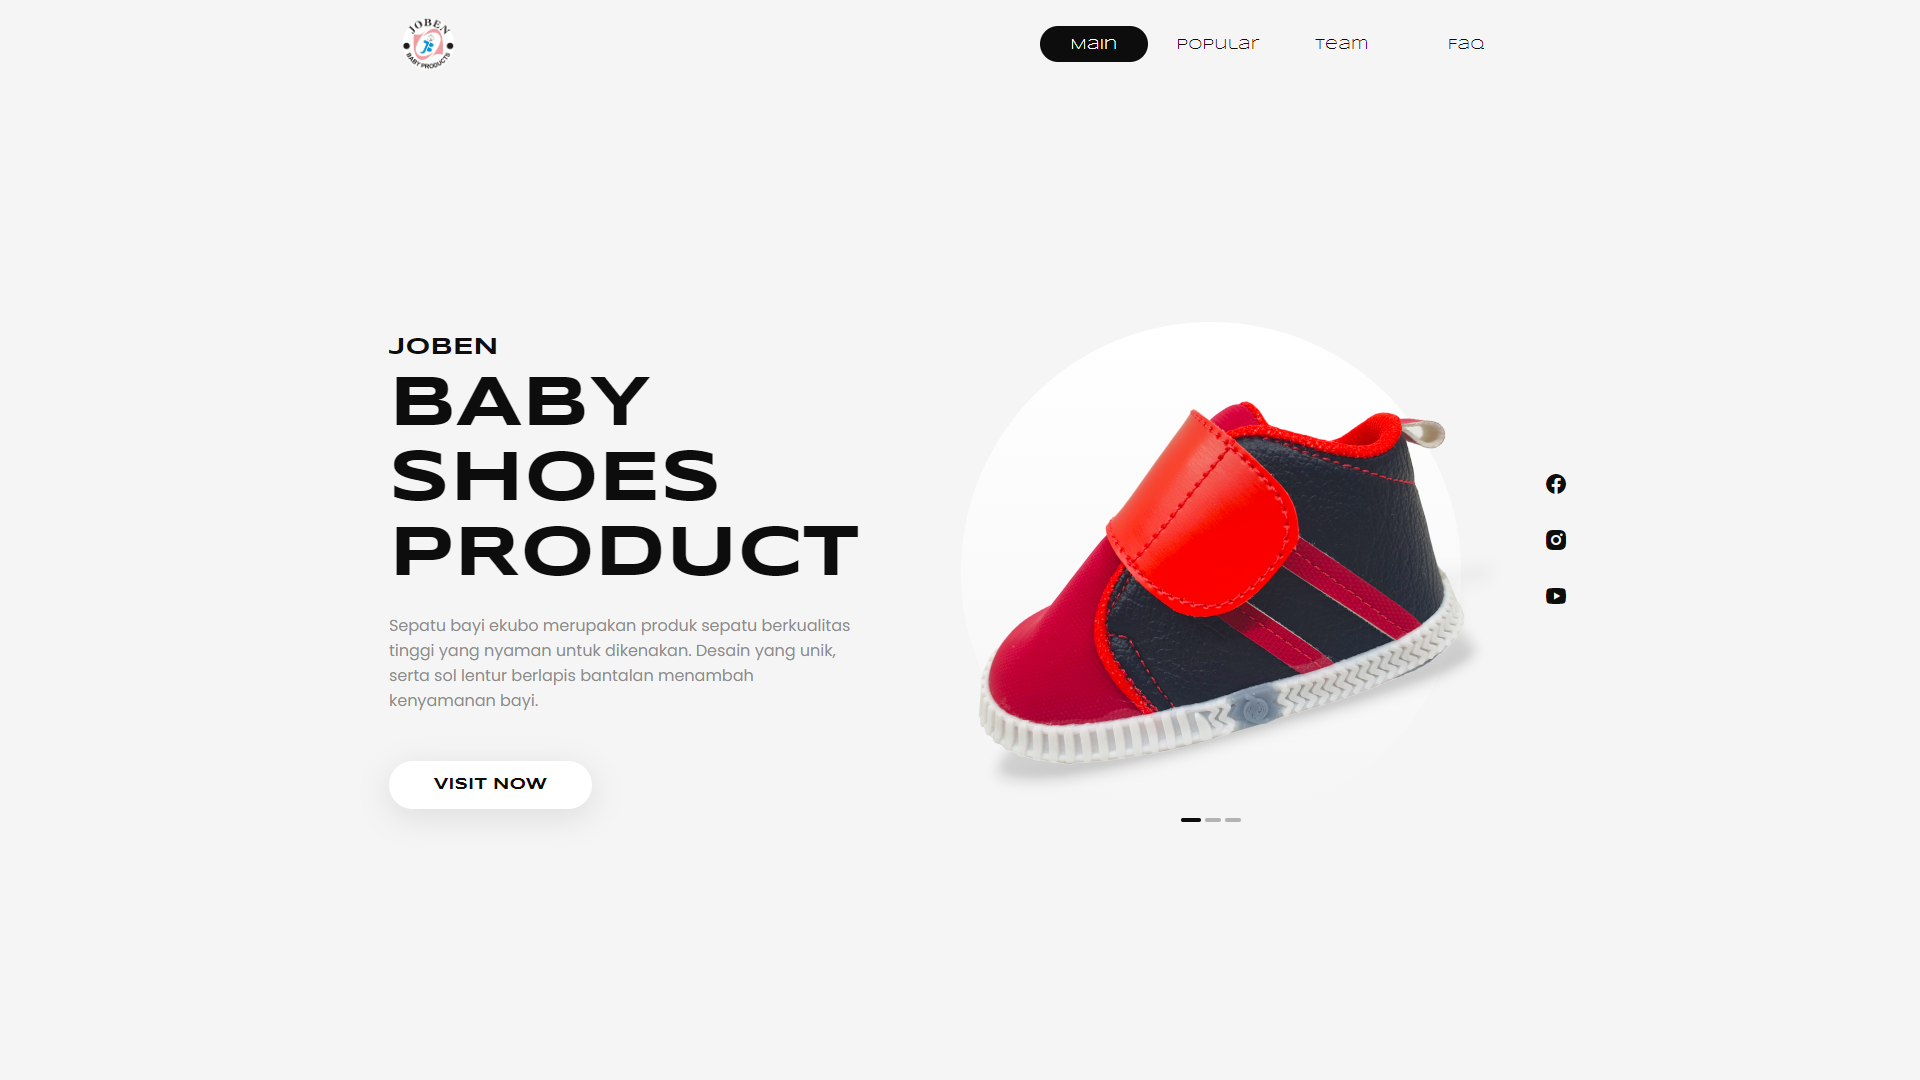 JOBEN
BABY PRODUCTS
Main
Popular
Team
Faq
JOBEN
BABY
SHOES
PRODUCT
Sepatu bayi ekubo merupakan produk sepatu berkualitas
tinggi yang nyaman untuk dikenakan. Desain yang unik,
serta sol lentur berlapis bantalan menambah
kenyamanan bayi.
VISIT NOW